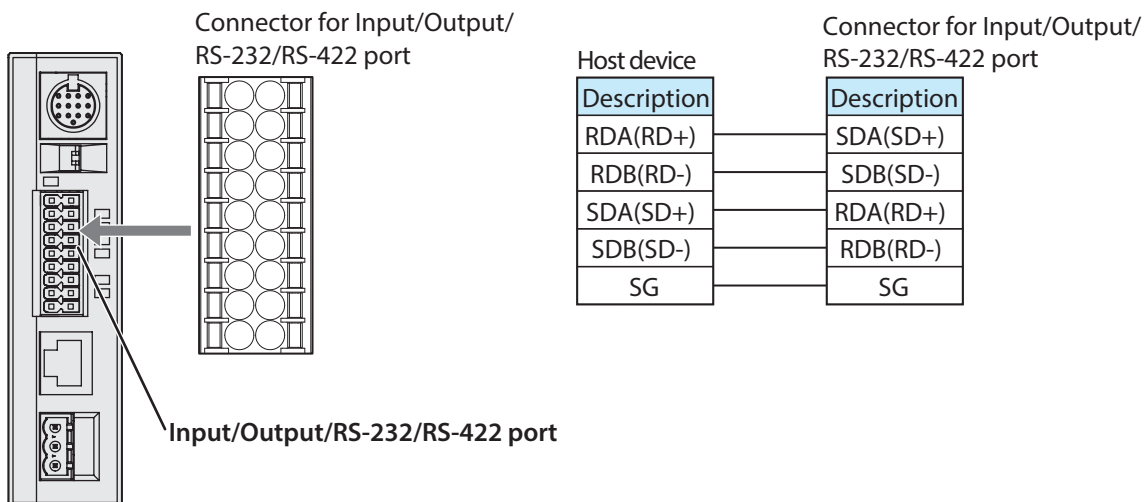 Connector for Input/Output/
RS-232/RS-422 port
Input/Output/RS-232/RS-422 port
Host device
Connector for Input/Output/
RS-232/RS-422 port
Description
Description
RDA(RD+)
SDA(SD+)
RDB(RD-)
SDB(SD-)
SDA(SD+)
RDA(RD+)
SDB(SD-)
RDB(RD-)
SG
SG